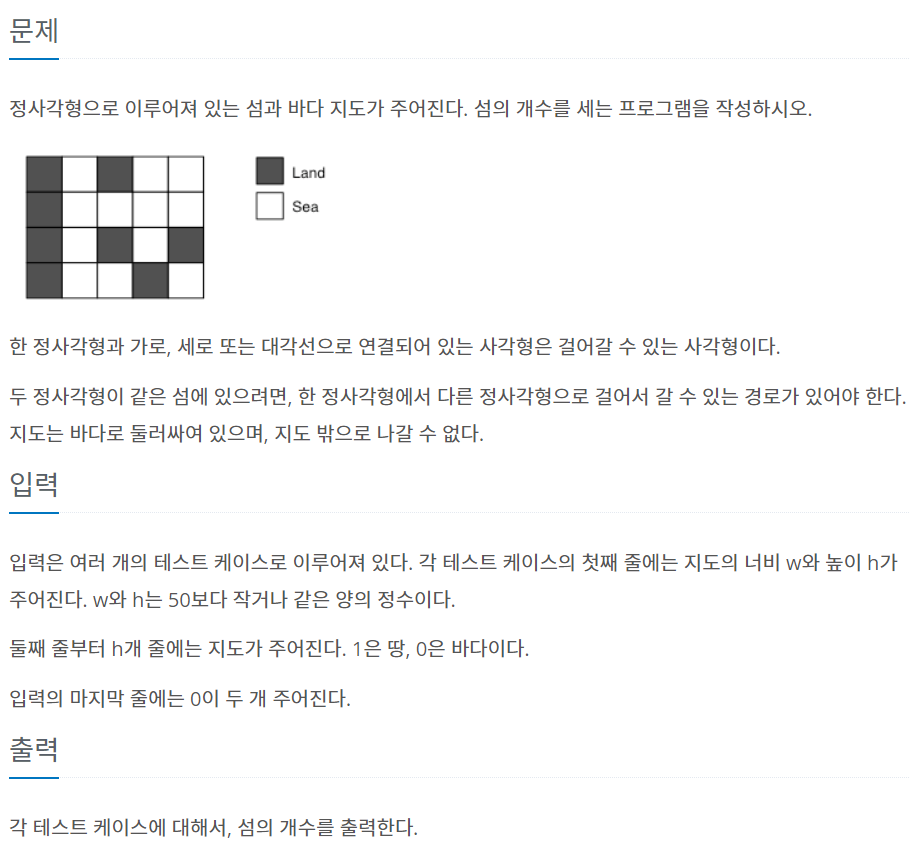 문제
정사각형으로 이루어져 있는 섬과 바다 지도가 주어진다. 섬의 개수를 세는 프로그램을 작성하시오.
Land
Sea
한 정사각형과 가로, 세로 또는 대각선으로 연결되어 있는 사각형은 걸어갈 수 있는 사각형이다.
두 정사각형이 같은 섬에 있으려면, 한 정사각형에서 다른 정사각형으로 걸어서 갈 수 있는 경로가 있어야 한다.
지도는 바다로 둘러싸여 있으며, 지도 밖으로 나갈 수 없다.
입력
입력은 여러 개의 테스트 케이스로 이루어져 있다. 각 테스트 케이스의 첫째 줄에는 지도의 너비 w와 높이 h가
주어진다. w와 h는 50보다 작거나 같은 양의 정수이다.
둘째 줄부터 h개 줄에는 지도가 주어진다. 1은 땅, 0은 바다이다.
입력의 마지막 줄에는 0이 두 개 주어진다.
출력
각 테스트 케이스에 대해서, 섬의 개수를 출력한다.